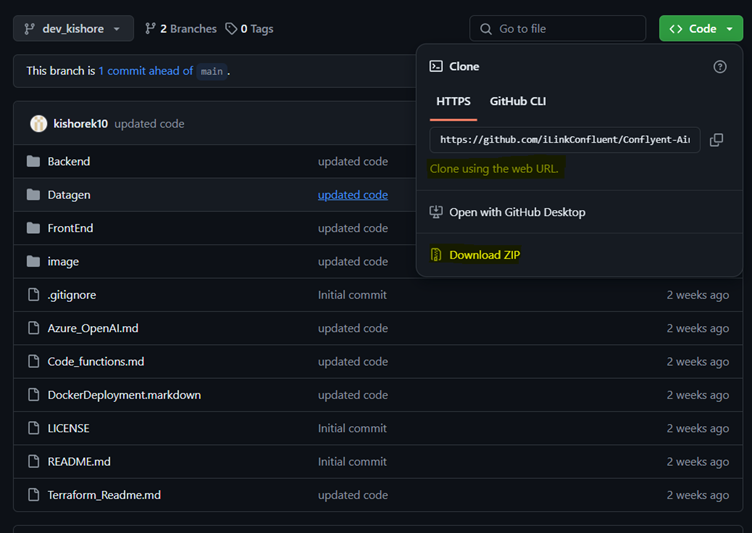 dev_kishore
2 Branches
0 Tags
Go to file
Code
This branch is 1 commit ahead of main .
Clone
HTTPS
GitHub CLI
https://github.com/iLinkConfluent/Conflyent-Ai
Clone using the web URL.
Open with GitHub Desktop
Download ZIP
kishorek10 updated code
Backend updated code
Datagen updated code
FrontEnd updated code
image updated code
.gitignore Initial commit 2 weeks ago
Azure_OpenAI.md updated code 2 weeks ago
Code_functions.md updated code 2 weeks ago
DockerDeployment.markdown updated code 2 weeks ago
LICENSE Initial commit 2 weeks ago
README.md Initial commit 2 weeks ago
Terraform_Readme.md updated code 2 weeks ago